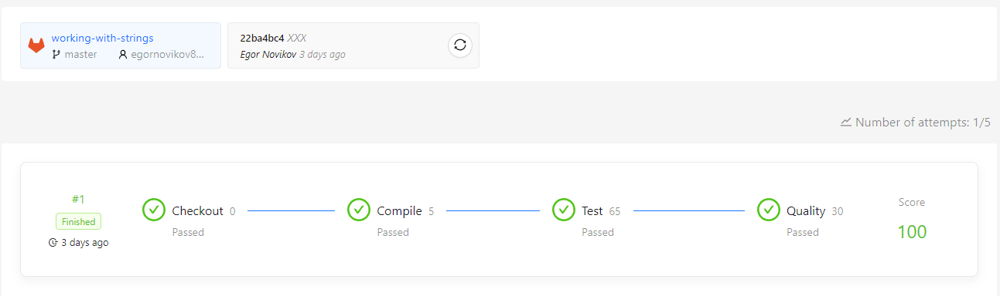 working-with-strings
master egornovikov8...
22ba4bc4 XXX
Egor Novikov 3 days ago
Number of attempts: 1/5
#1
Finished
3 days ago
Checkout 0
Passed
Compile 5
Passed
Test 65
Passed
Quality 30
Passed
Score
100